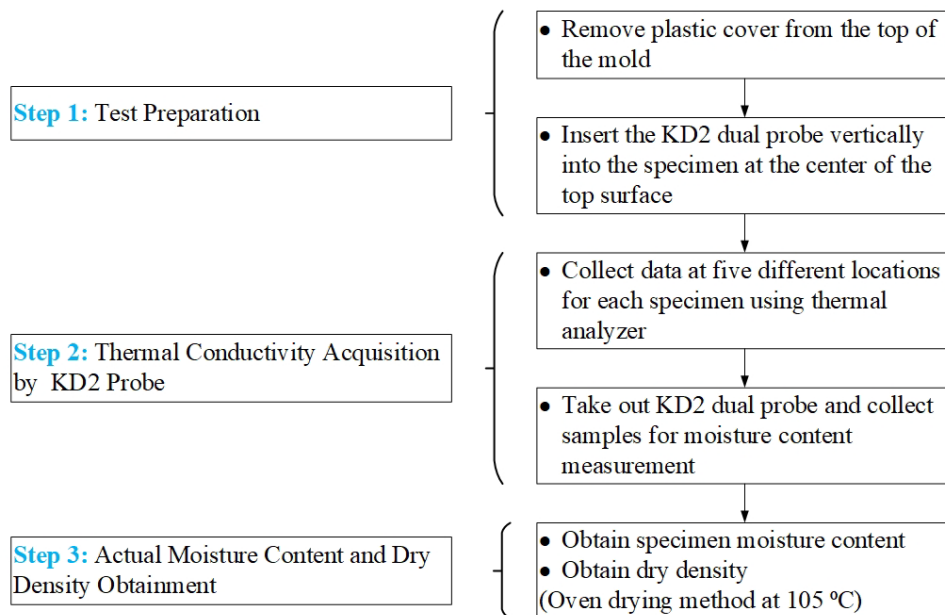 Step 1: Test Preparation
● Remove plastic cover from the top of
the mold
● Insert the KD2 dual probe vertically
into the specimen at the center of the
top surface
Step 2: Thermal Conductivity Acquisition
by KD2 Probe
● Collect data at five different locations
for each specimen using thermal
analyzer
● Take out KD2 dual probe and collect
samples for moisture content
measurement
Step 3: Actual Moisture Content and Dry
Density Obtainment
● Obtain specimen moisture content
● Obtain dry density
(Oven drying method at 105 ⁰C)